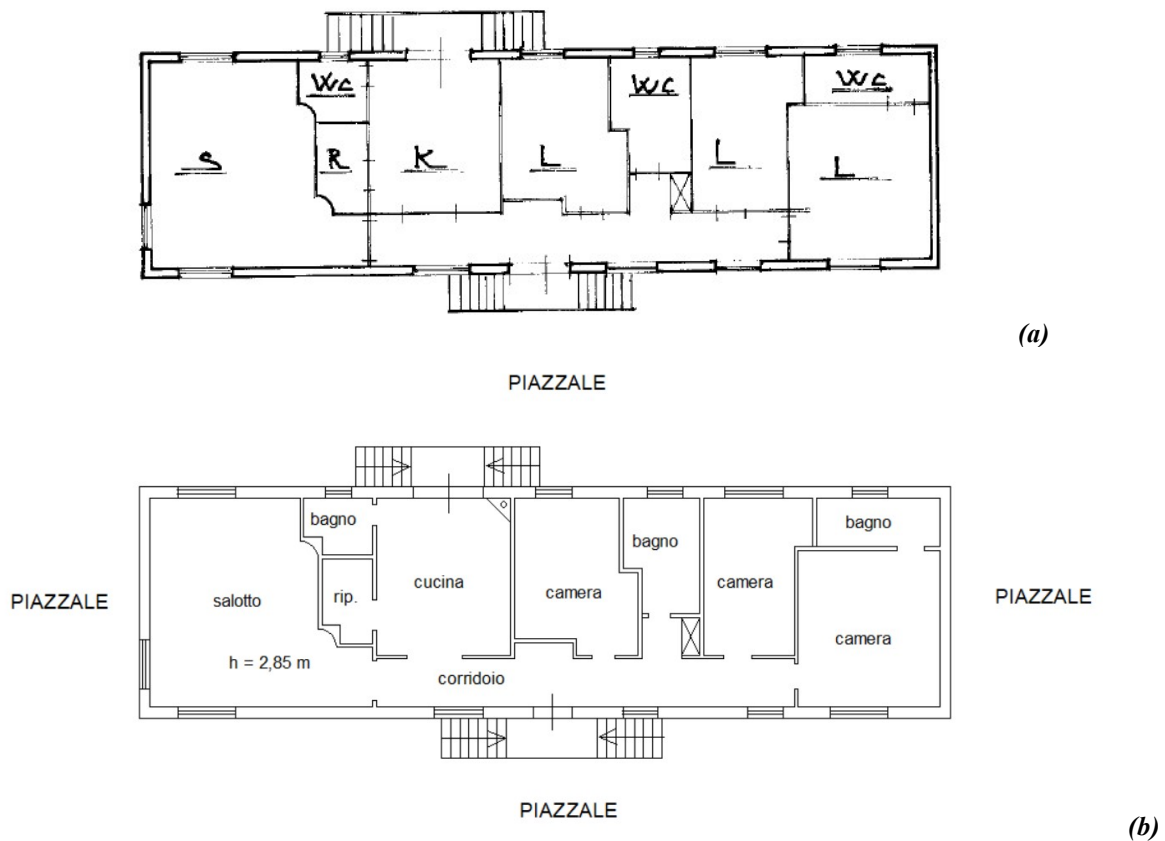 (a)
WC
WC
WC
S
R
K
L
L
L
PIAZZALE
bagno
bagno
bagno
PIAZZALE
salotto
rip.
cucina
camera
camera
camera
PIAZZALE
h = 2,85 m
corridoio
PIAZZALE
(b)